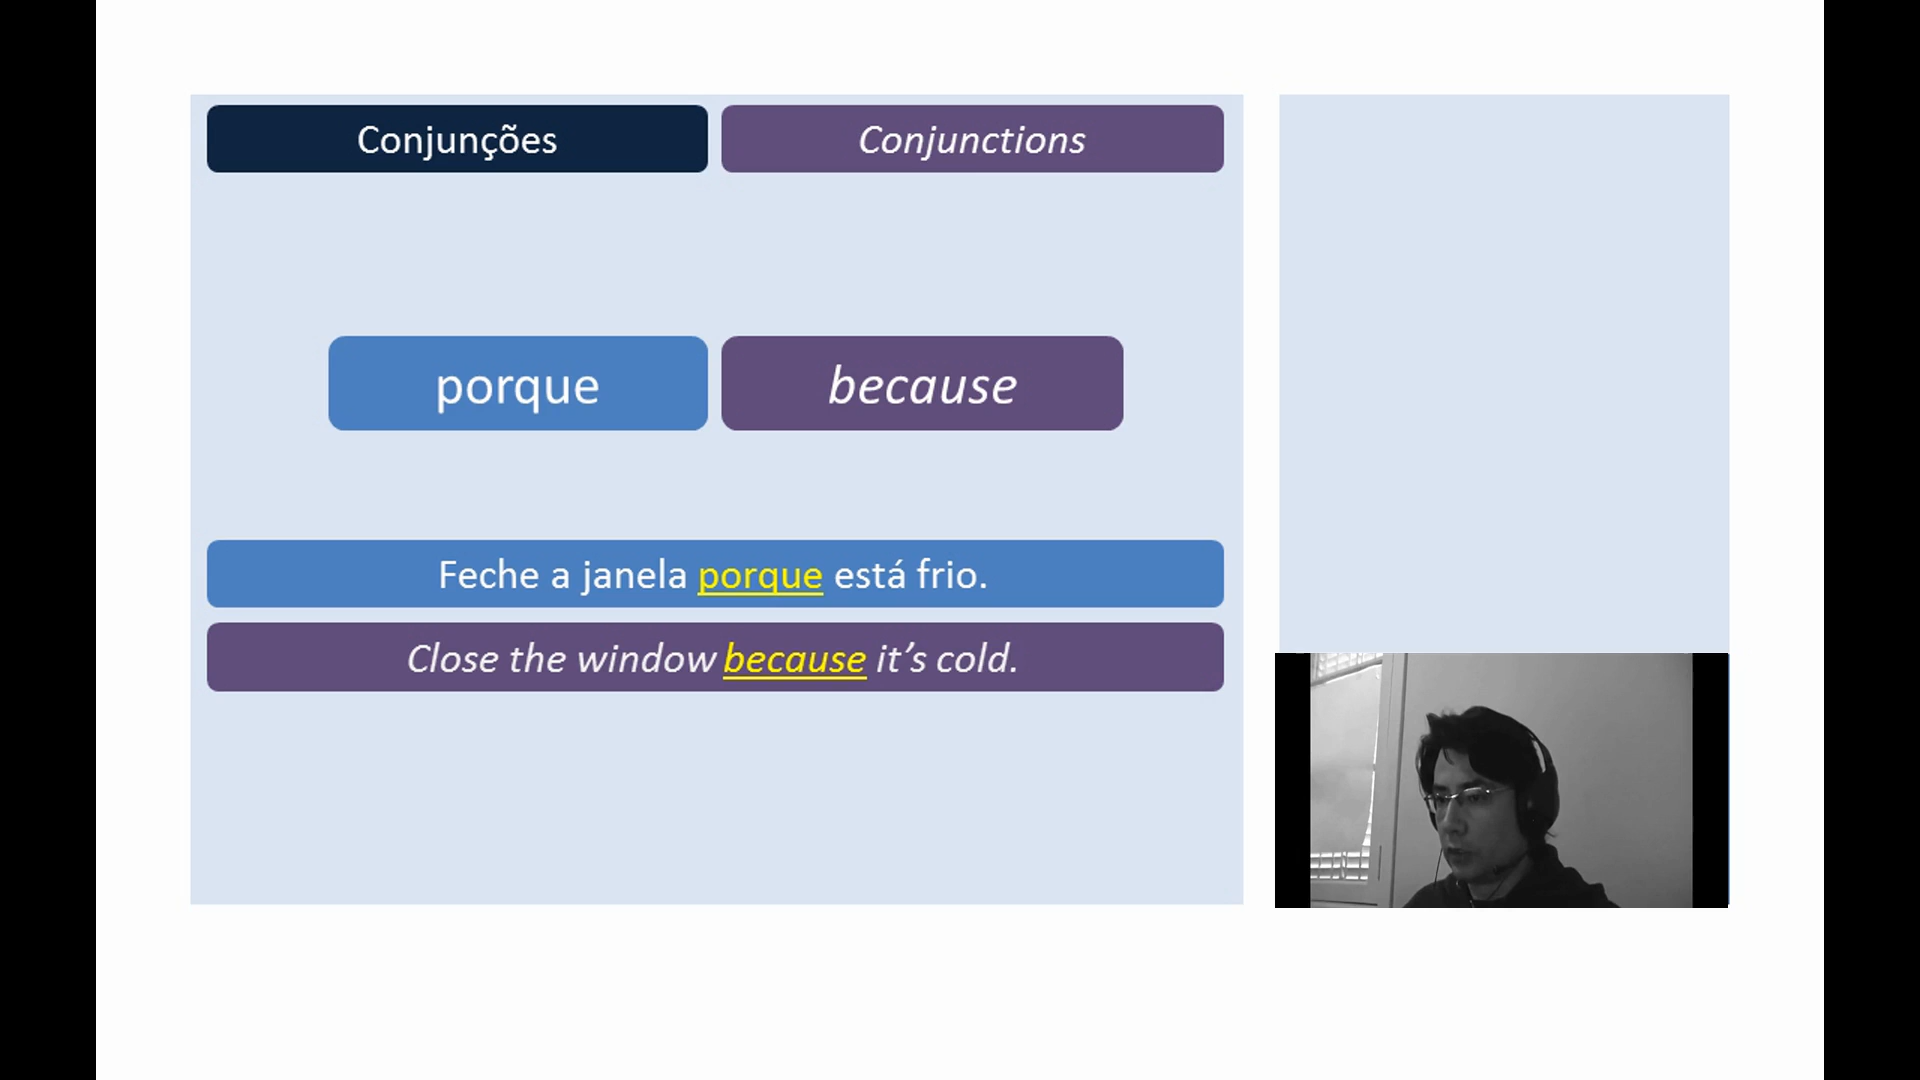 Conjunções
Conjunctions
porque
because
Feche a janela porque está frio.
Close the window because it’s cold.